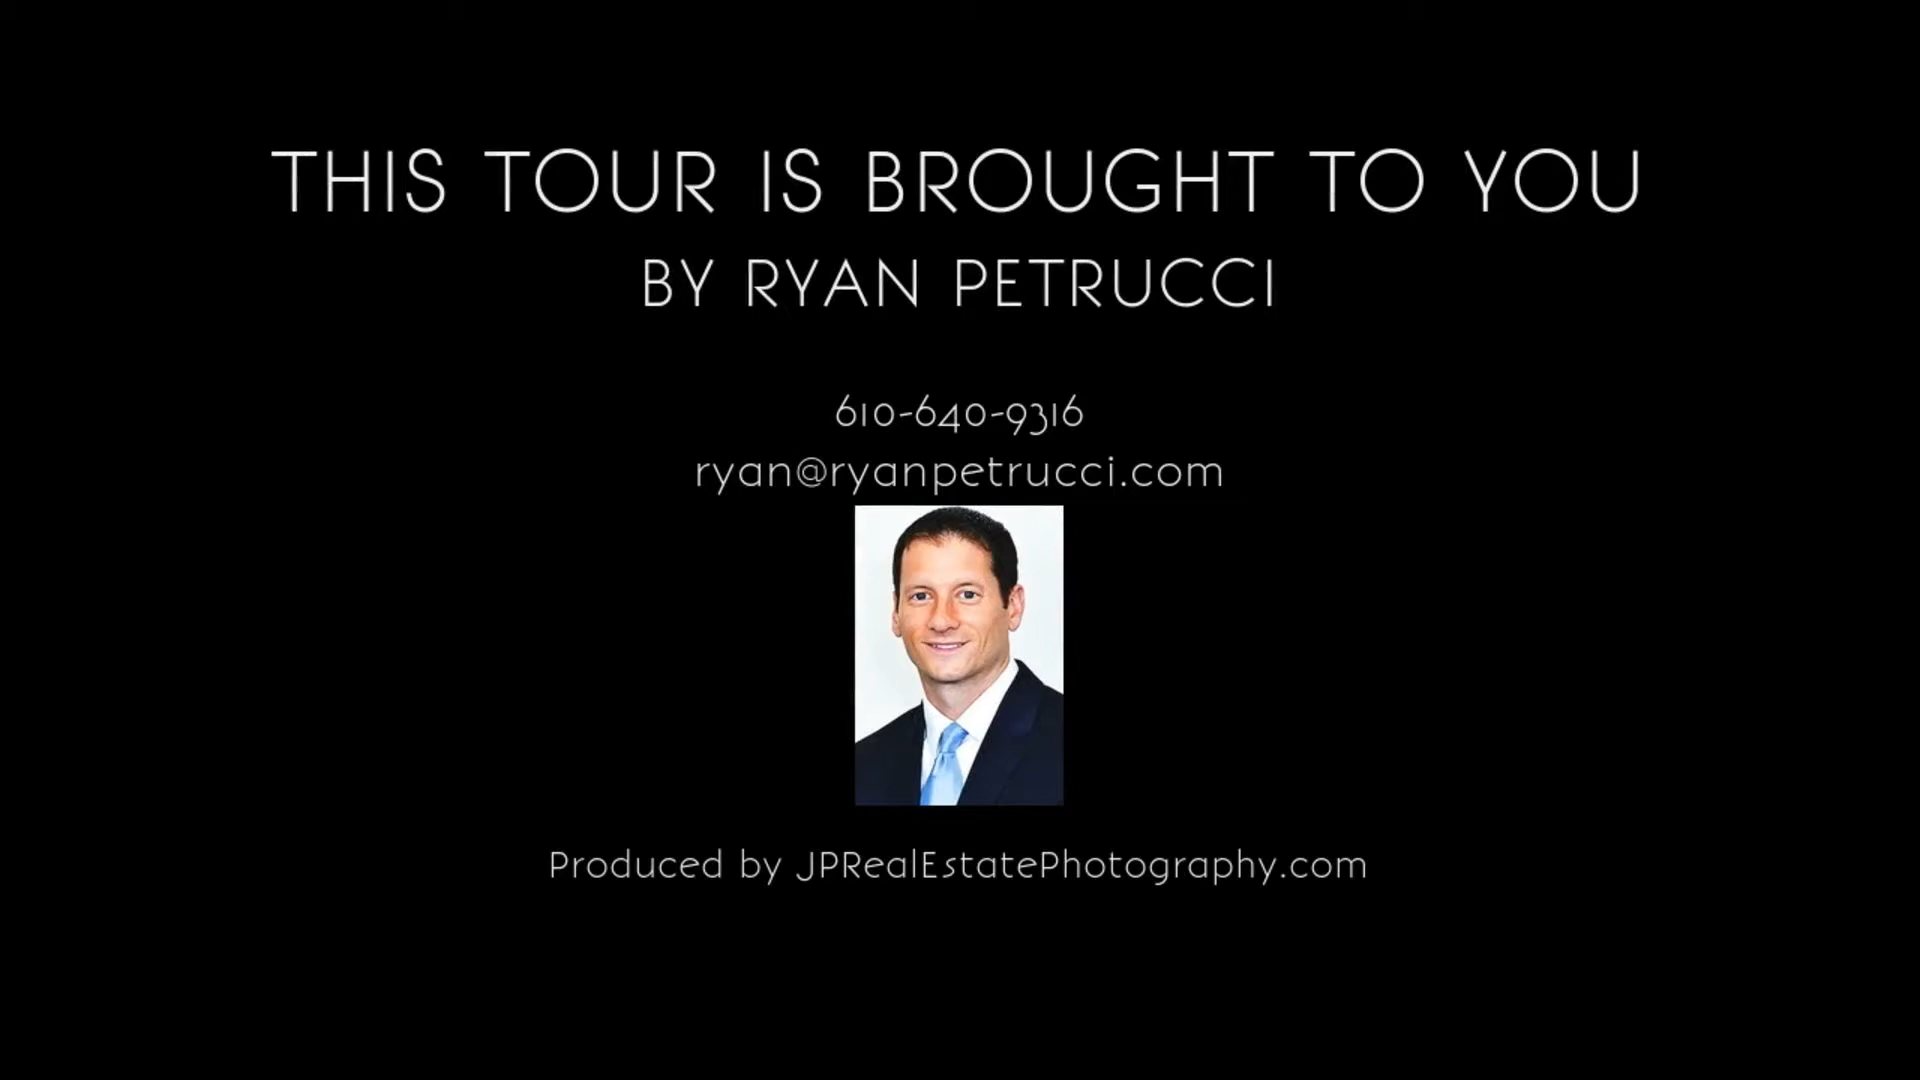 THIS TOUR IS BROUGHT TO YOU
BY RYAN PETRUCCI
610-640-9316
ryan@ryanpetrucci.com
Produced by JPRealEstatePhotography.com